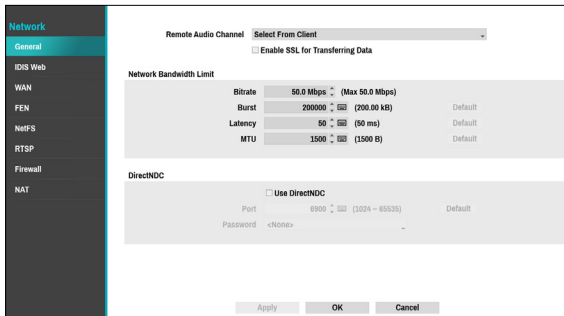 Network
General
IDIS Web
WAN
FEN
NetFS
RTSP
Firewall
NAT
Remote Audio Channel Select From Client
Enable SSL for Transferring Data
Network Bandwidth Limit
Bitrate 50.0 Mbps (Max 50.0 Mbps)
Burst 200000 (200.00 kB) Default
Latency 50 (50 ms) Default
MTU 1500 (1500 B) Default
DirectNDC
Use DirectNDC
Port 6900 (1024 ~ 65535) Default
Password <None>
Apply OK Cancel